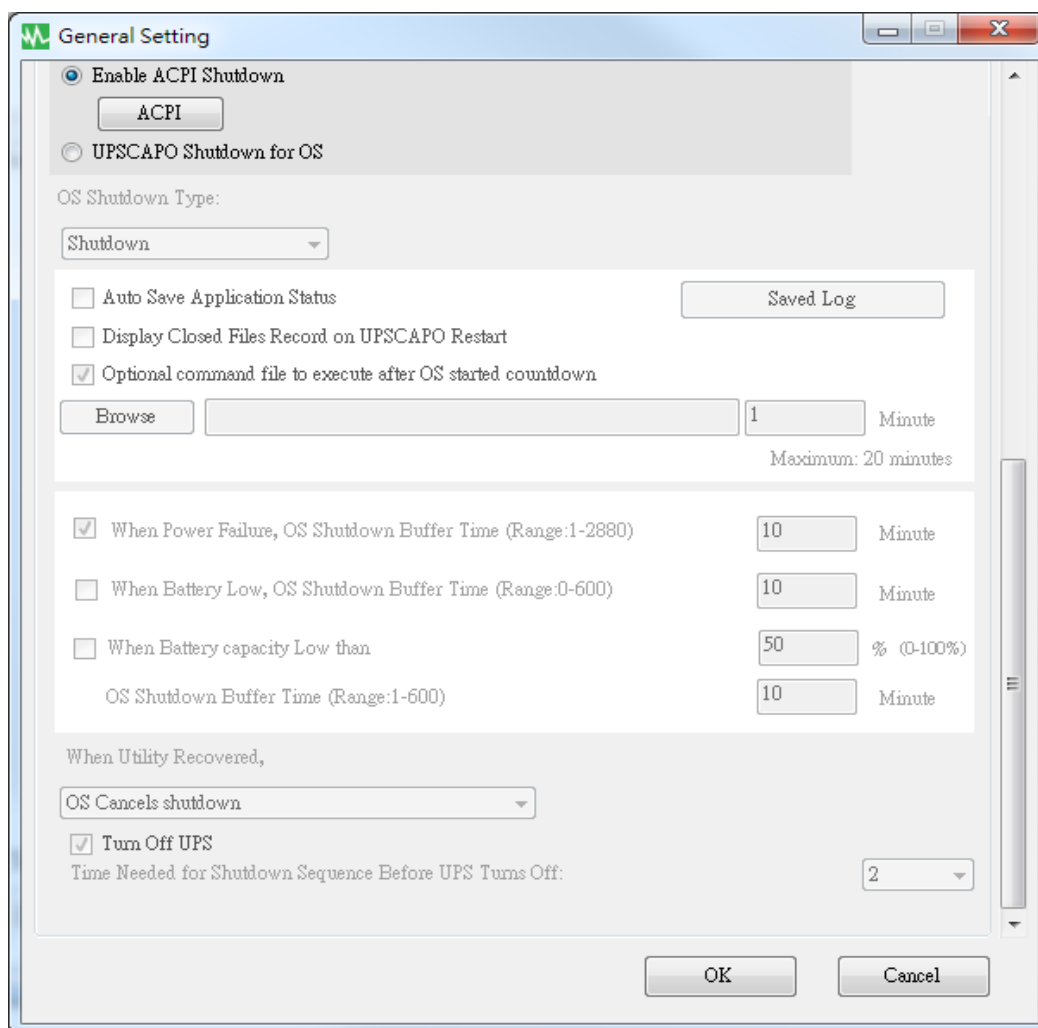 General Setting
Enable ACPI Shutdown
ACPI
UPSCAPO Shutdown for OS
OS Shutdown Type:
Shutdown
Auto Save Application Status Saved Log
Display Closed Files Record on UPSCAPO Restart
Optional command file to execute after OS started countdown
Browse 1 Minute
Maximum: 20 minutes
When Power Failure, OS Shutdown Buffer Time (Range:1-2880) 10 Minute
When Battery Low, OS Shutdown Buffer Time (Range:0-600) 10 Minute
When Battery capacity Low than 50 % (0-100%)
OS Shutdown Buffer Time (Range:1-600) 10 Minute
When Utility Recovered,
OS Cancels shutdown
Turn Off UPS
Time Needed for Shutdown Sequence Before UPS Turns Off: 2
OK Cancel